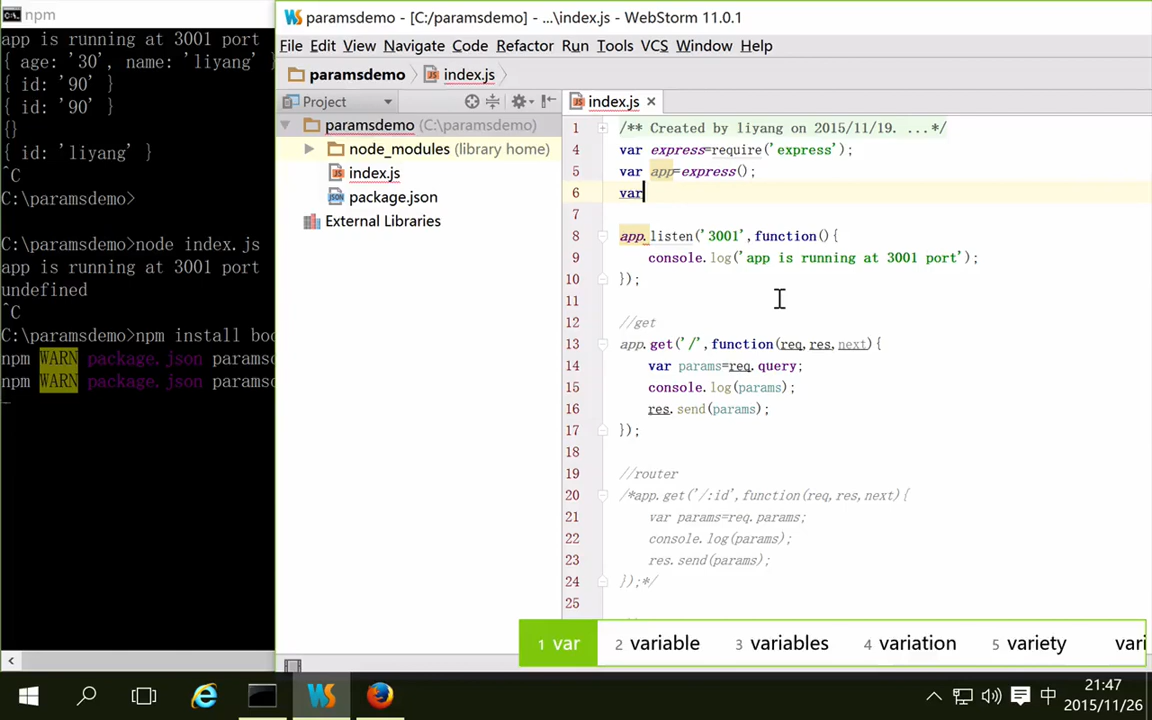 npm
app is running at 3001 port
{ age: '30', name: 'liyang' }
{ id: '90' }
{ id: '90' }
{}
{ id: 'liyang' }
^C
C:\paramsdemo>
C:\paramsdemo>node index.js
app is running at 3001 port
undefined
^C
C:\paramsdemo>npm install boo
npm WARN package.json paramsd
npm WARN package.json paramsd
paramsdemo - [C:/paramsdemo] - ...\index.js - WebStorm 11.0.1
File Edit View Navigate Code Refactor Run Tools VCS Window Help
paramsdemo index.js
Project
index.js
paramsdemo (C:\paramsdemo)
node_modules (library home)
index.js
package.json
External Libraries
1 /** Created by liyang on 2015/11/19. ...*/
4 var express=require('express');
5 var app=express();
6 var
7
8 app.listen('3001',function(){
9 console.log('app is running at 3001 port');
10 });
11
12 //get
13 app.get('/',function(req,res,next){
14 var params=req.query;
15 console.log(params);
16 res.send(params);
17 });
18
19 //router
20 /*app.get('/:id',function(req,res,next){
21 var params=req.params;
22 console.log(params);
23 res.send(params);
24 });*/
25
1 var 2 variable 3 variables 4 variation 5 variety vari
中
21:47
2015/11/26